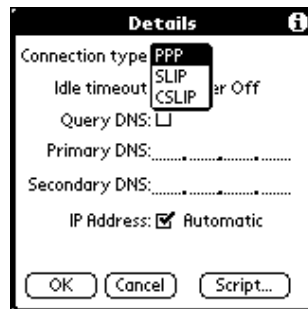 Details i
Connection type PPP
SLIP
Idle timeout er Off
CSLIP
Query DNS:
Primary DNS:
Secondary DNS:
IP Address: Automatic
OK Cancel Script...